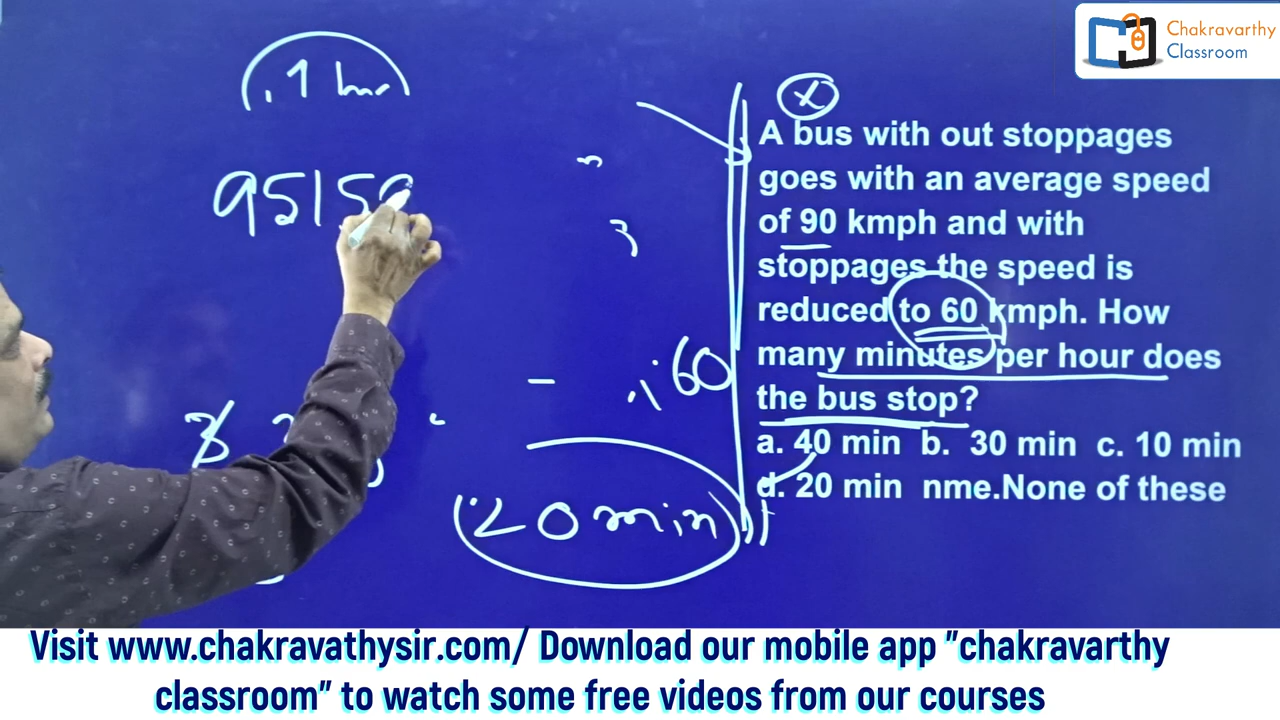 Chakravarthy
Classroom
.1 hr
9515
x
A bus with out stoppages
goes with an average speed
of 90 kmph and with
stoppages the speed is
reduced to 60 kmph. How
many minutes per hour does
the bus stop?
a. 40 min b. 30 min c. 10 min
d. 20 min nme.None of these
3
60
20 min
Visit www.chakravathysir.com/ Download our mobile app "chakravarthy
classroom" to watch some free videos from our courses